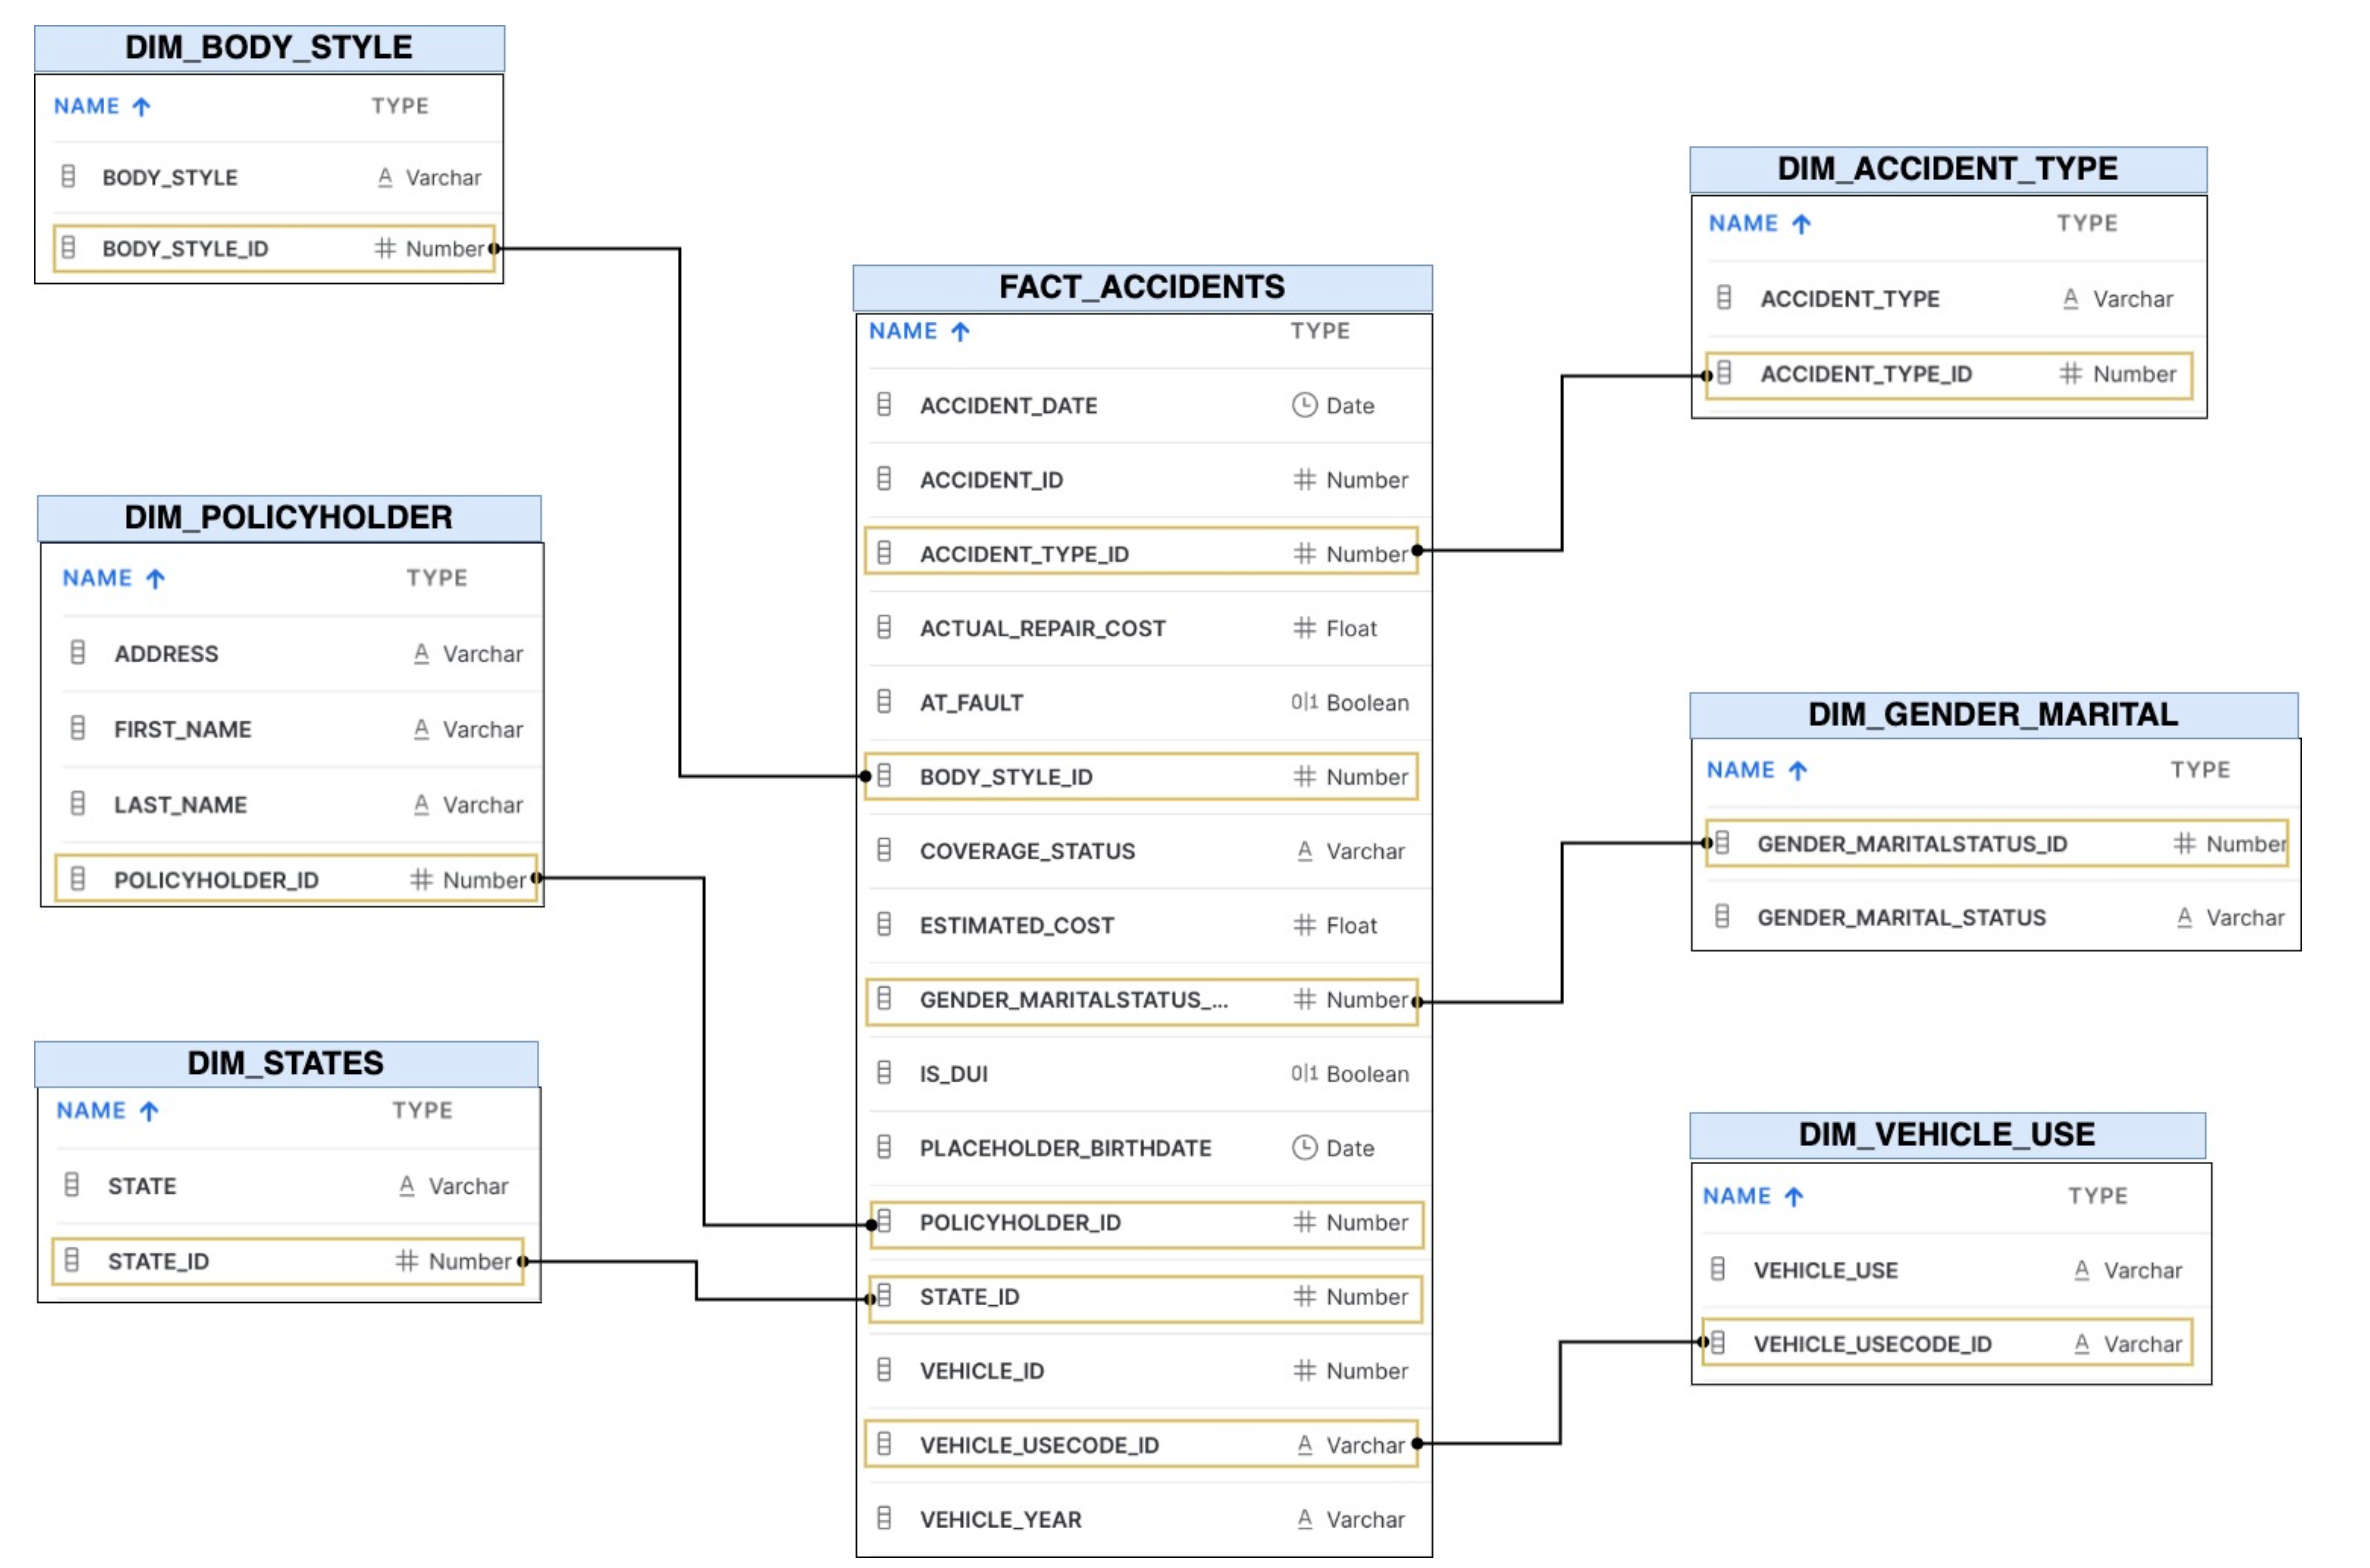 DIM_BODY_STYLE
NAME ↑ TYPE
BODY_STYLE A Varchar
BODY_STYLE_ID # Number
DIM_POLICYHOLDER
NAME ↑ TYPE
ADDRESS A Varchar
FIRST_NAME A Varchar
LAST_NAME A Varchar
POLICYHOLDER_ID # Number
DIM_STATES
NAME ↑ TYPE
STATE A Varchar
STATE_ID # Number
FACT_ACCIDENTS
NAME ↑ TYPE
ACCIDENT_DATE Date
ACCIDENT_ID # Number
ACCIDENT_TYPE_ID # Number
ACTUAL_REPAIR_COST # Float
AT_FAULT 0|1 Boolean
BODY_STYLE_ID # Number
COVERAGE_STATUS A Varchar
ESTIMATED_COST # Float
GENDER_MARITALSTATUS_... # Number
IS_DUI 0|1 Boolean
PLACEHOLDER_BIRTHDATE Date
POLICYHOLDER_ID # Number
STATE_ID # Number
VEHICLE_ID # Number
VEHICLE_USECODE_ID A Varchar
VEHICLE_YEAR A Varchar
DIM_ACCIDENT_TYPE
NAME ↑ TYPE
ACCIDENT_TYPE A Varchar
ACCIDENT_TYPE_ID # Number
DIM_GENDER_MARITAL
NAME ↑ TYPE
GENDER_MARITALSTATUS_ID # Number
GENDER_MARITAL_STATUS A Varchar
DIM_VEHICLE_USE
NAME ↑ TYPE
VEHICLE_USE A Varchar
VEHICLE_USECODE_ID A Varchar